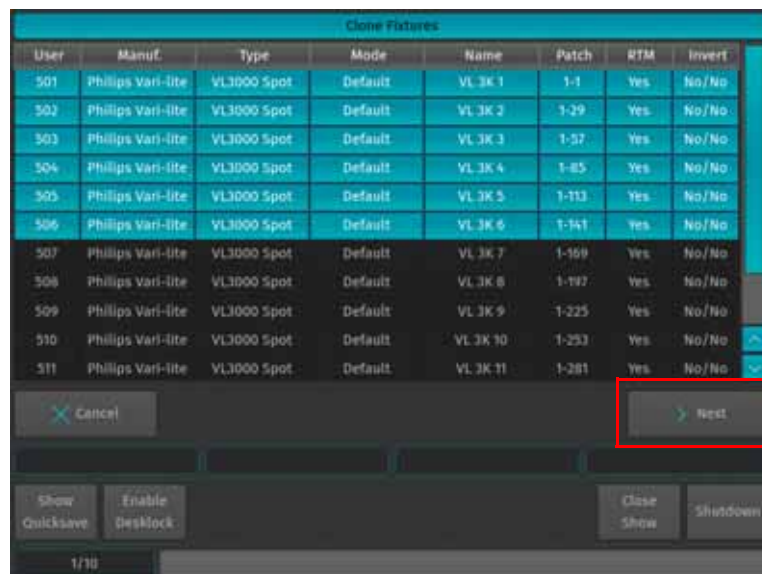 Clone Fixtures
User Manuf. Type Mode Name Patch RTM Invert
501 Philips Vari-lite VL3000 Spot Default VL 3K 1 1-1 Yes No/No
502 Philips Vari-lite VL3000 Spot Default VL 3K 2 1-29 Yes No/No
503 Philips Vari-lite VL3000 Spot Default VL 3K 3 1-57 Yes No/No
504 Philips Vari-lite VL3000 Spot Default VL 3K 4 1-85 Yes No/No
505 Philips Vari-lite VL3000 Spot Default VL 3K 5 1-113 Yes No/No
506 Philips Vari-lite VL3000 Spot Default VL 3K 6 1-141 Yes No/No
507 Philips Vari-lite VL3000 Spot Default VL 3K 7 1-169 Yes No/No
508 Philips Vari-lite VL3000 Spot Default VL 3K 8 1-197 Yes No/No
509 Philips Vari-lite VL3000 Spot Default VL 3K 9 1-225 Yes No/No
510 Philips Vari-lite VL3000 Spot Default VL 3K 10 1-253 Yes No/No
511 Philips Vari-lite VL3000 Spot Default VL 3K 11 1-281 Yes No/No
Cancel Next
Show Quicksave
Enable Desklock
Close Show
Shutdown
1/10